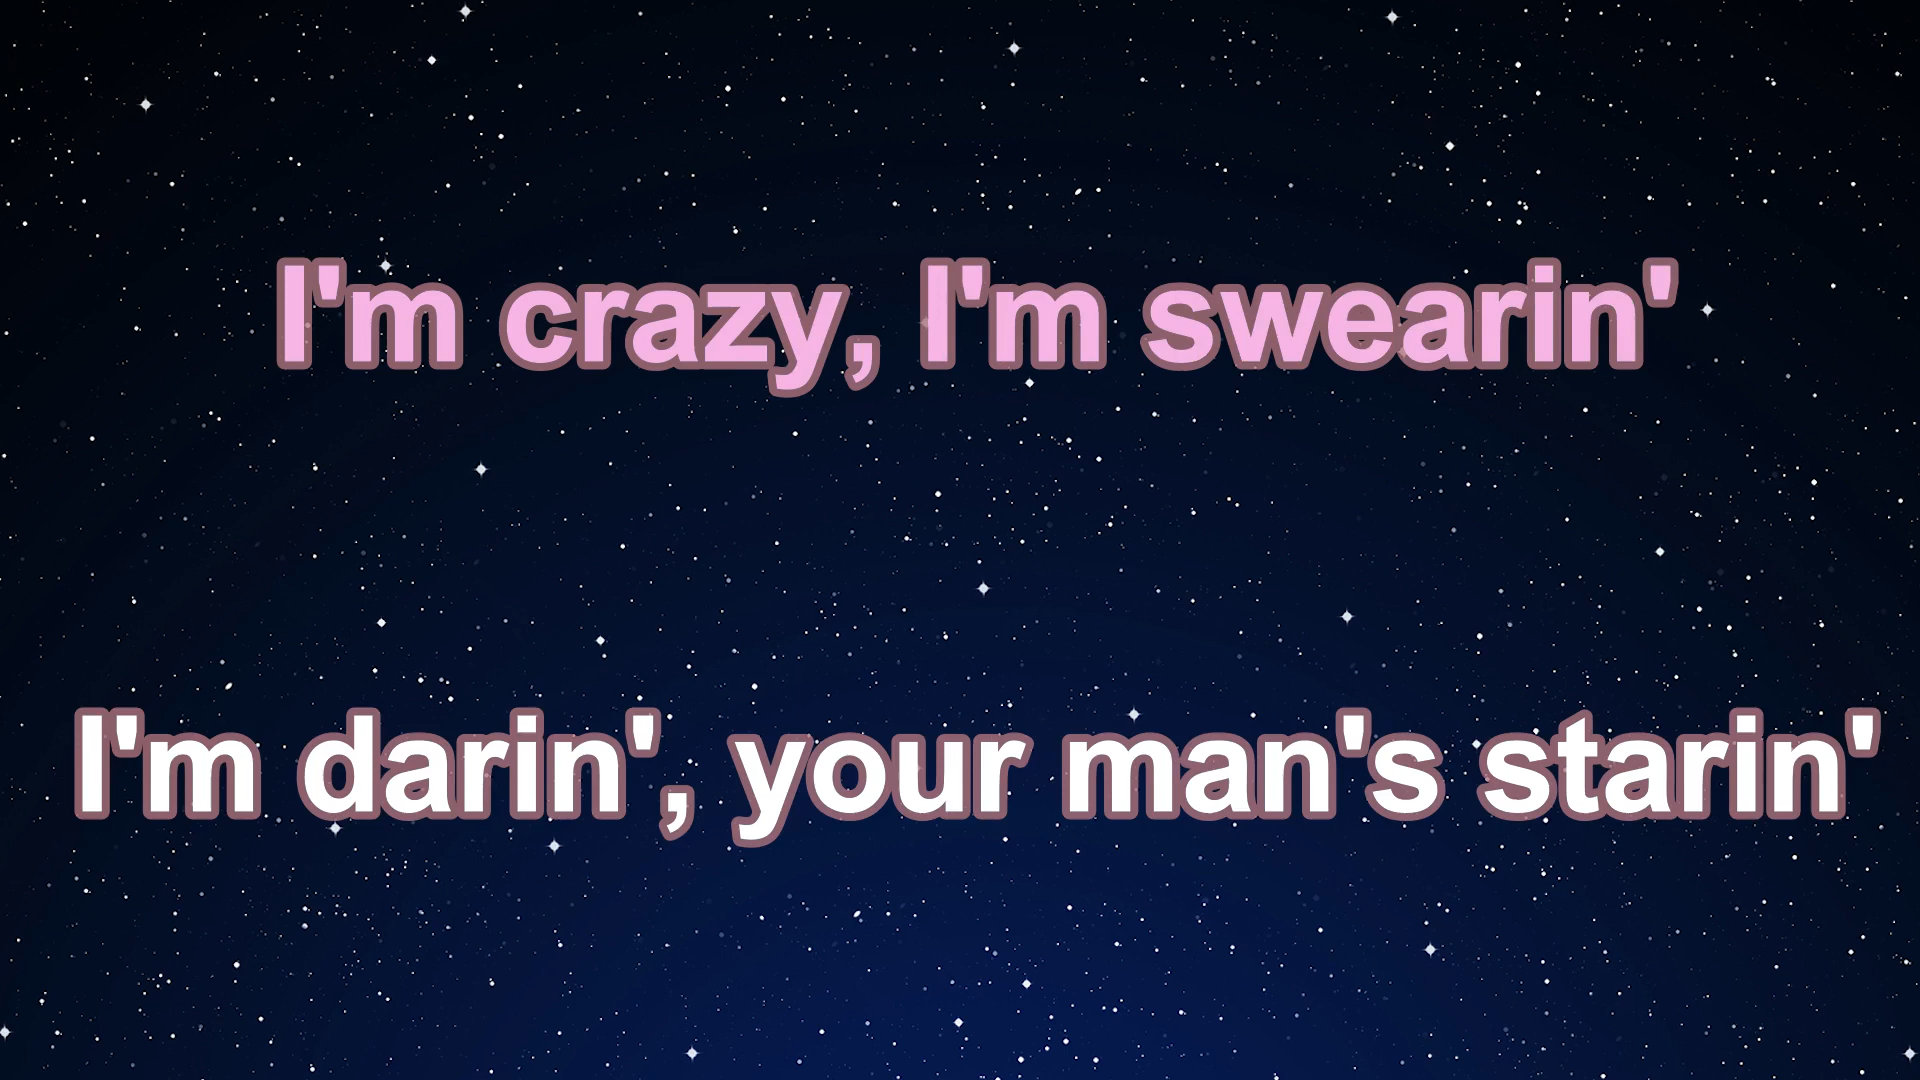 I'm crazy, I'm swearin'
I'm darin', your man's starin'